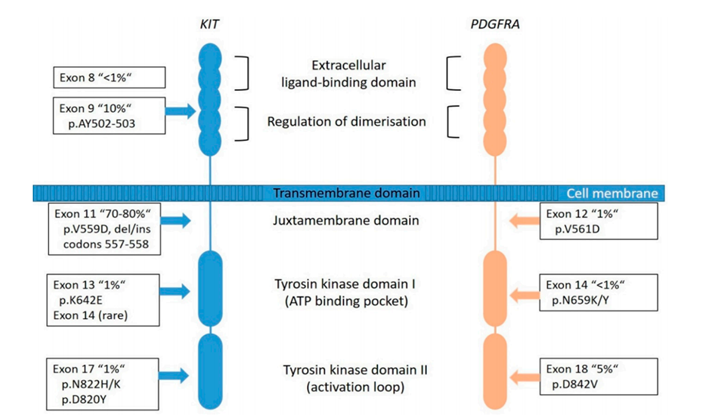 KIT
PDGFRA
Extracellular
ligand-binding domain
Exon 8 “<1%“
Exon 9 “10%“
p.AY502-503
Regulation of dimerisation
Transmembrane domain
Cell membrane
Exon 11 “70-80%“
p.V559D, del/ins
codons 557-558
Juxtamembrane domain
Exon 12 “1%“
p.V561D
Exon 13 “1%“
p.K642E
Exon 14 (rare)
Tyrosin kinase domain I
(ATP binding pocket)
Exon 14 “<1%“
p.N659K/Y
Exon 17 “1%“
p.N822H/K
p.D820Y
Tyrosin kinase domain II
(activation loop)
Exon 18 “5%“
p.D842V